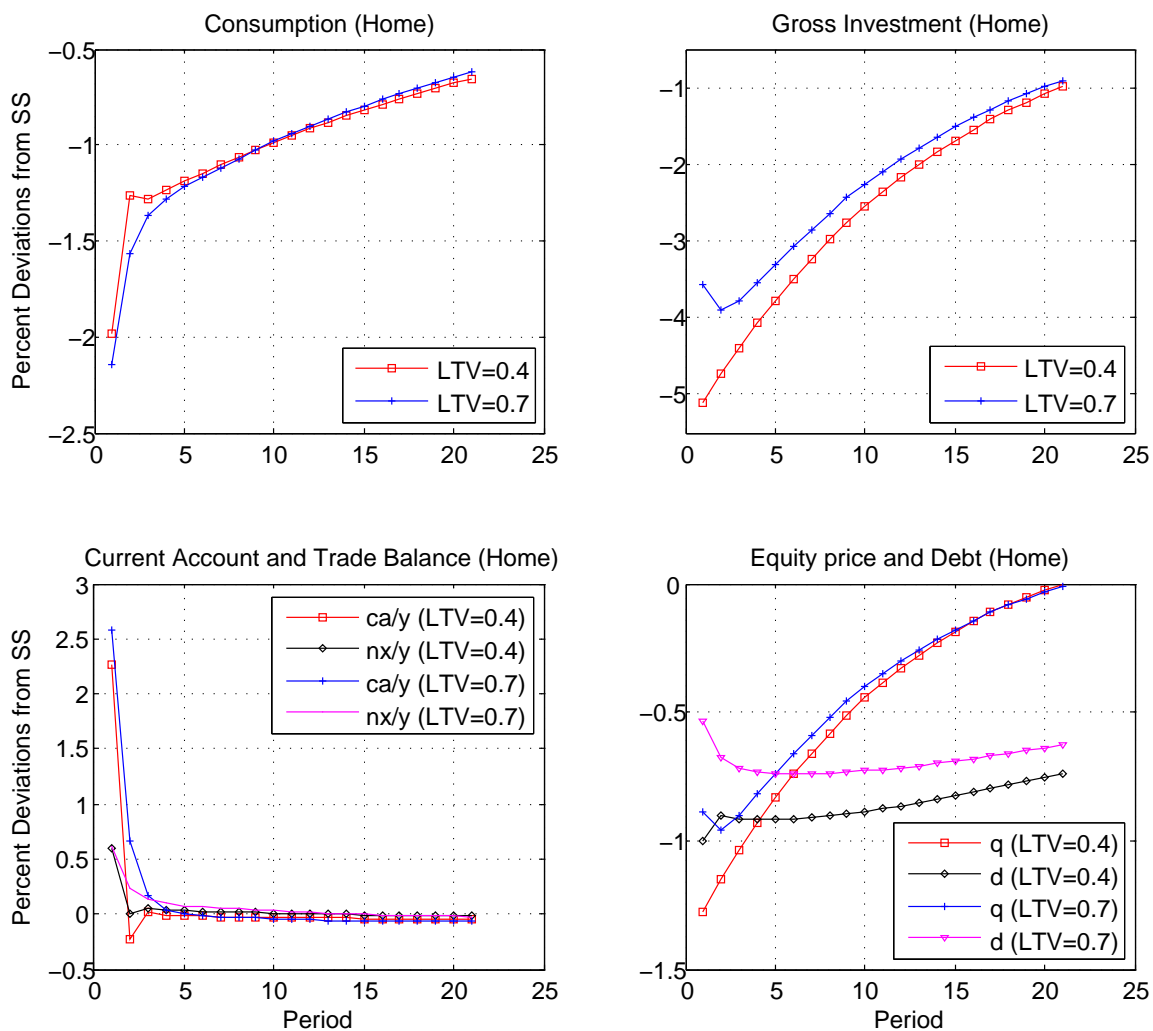 Consumption (Home)
Percent Deviations from SS
−0.5
−1
−1.5
−2
−2.5
0 5 10 15 20 25
LTV=0.4
LTV=0.7
Gross Investment (Home)
−1
−2
−3
−4
−5
0 5 10 15 20 25
LTV=0.4
LTV=0.7
Current Account and Trade Balance (Home)
Percent Deviations from SS
3
2.5
2
1.5
1
0.5
0
−0.5
0 5 10 15 20 25
Period
ca/y (LTV=0.4)
nx/y (LTV=0.4)
ca/y (LTV=0.7)
nx/y (LTV=0.7)
Equity price and Debt (Home)
0
−0.5
−1
−1.5
0 5 10 15 20 25
Period
q (LTV=0.4)
d (LTV=0.4)
q (LTV=0.7)
d (LTV=0.7)